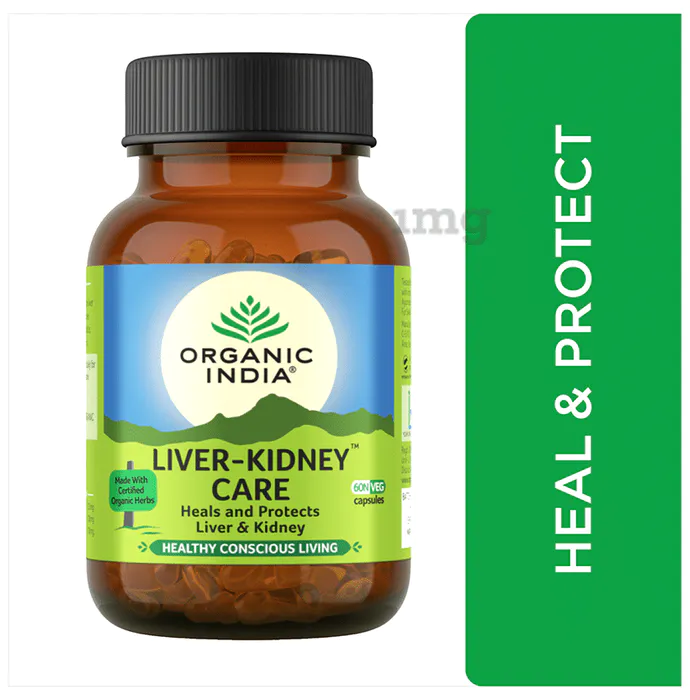 1mg
ORGANIC
INDIA®
LIVER-KIDNEY™
CARE
Made With
Certified
Organic Herbs
60N VEG
capsules
Heals and Protects
Liver & Kidney
HEALTHY CONSCIOUS LIVING
HEAL & PROTECT